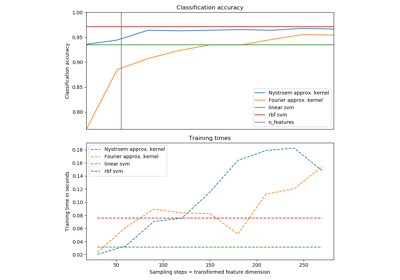 Classification accuracy
1.00
0.95
0.90
0.85
0.80
Classification accuracy
Nystroem approx. kernel
Fourier approx. kernel
linear svm
rbf svm
n_features
Training times
0.18
0.16
0.14
0.12
0.10
0.08
0.06
0.04
0.02
Training time in seconds
Nystroem approx. kernel
Fourier approx. kernel
linear svm
rbf svm
50 100 150 200 250
Sampling steps = transformed feature dimension